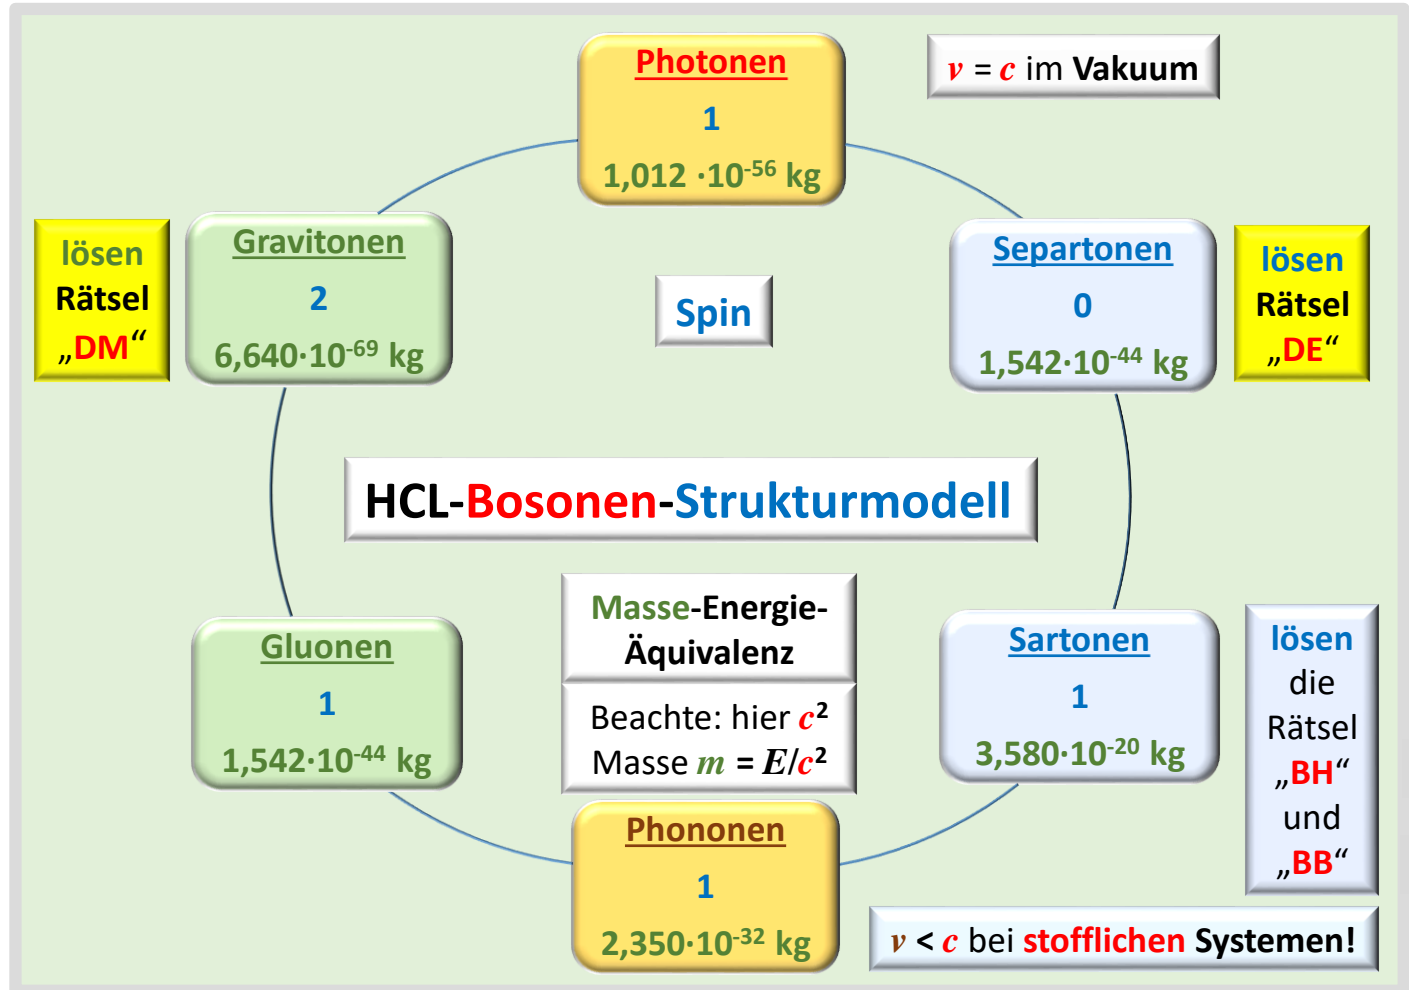 Photonen
1
1,012 ·10⁻⁵⁶ kg
v = c im Vakuum
lösen
Rätsel
„DM“
Gravitonen
2
6,640·10⁻⁶⁹ kg
Spin
Separtonen
0
1,542·10⁻⁴⁴ kg
lösen
Rätsel
„DE“
HCL-Bosonen-Strukturmodell
Gluonen
1
1,542·10⁻⁴⁴ kg
Masse-Energie-
Äquivalenz
Beachte: hier c²
Masse m = E/c²
Sartonen
1
3,580·10⁻²⁰ kg
lösen
die
Rätsel
„BH“
und
„BB“
Phononen
1
2,350·10⁻³² kg
v < c bei stofflichen Systemen!